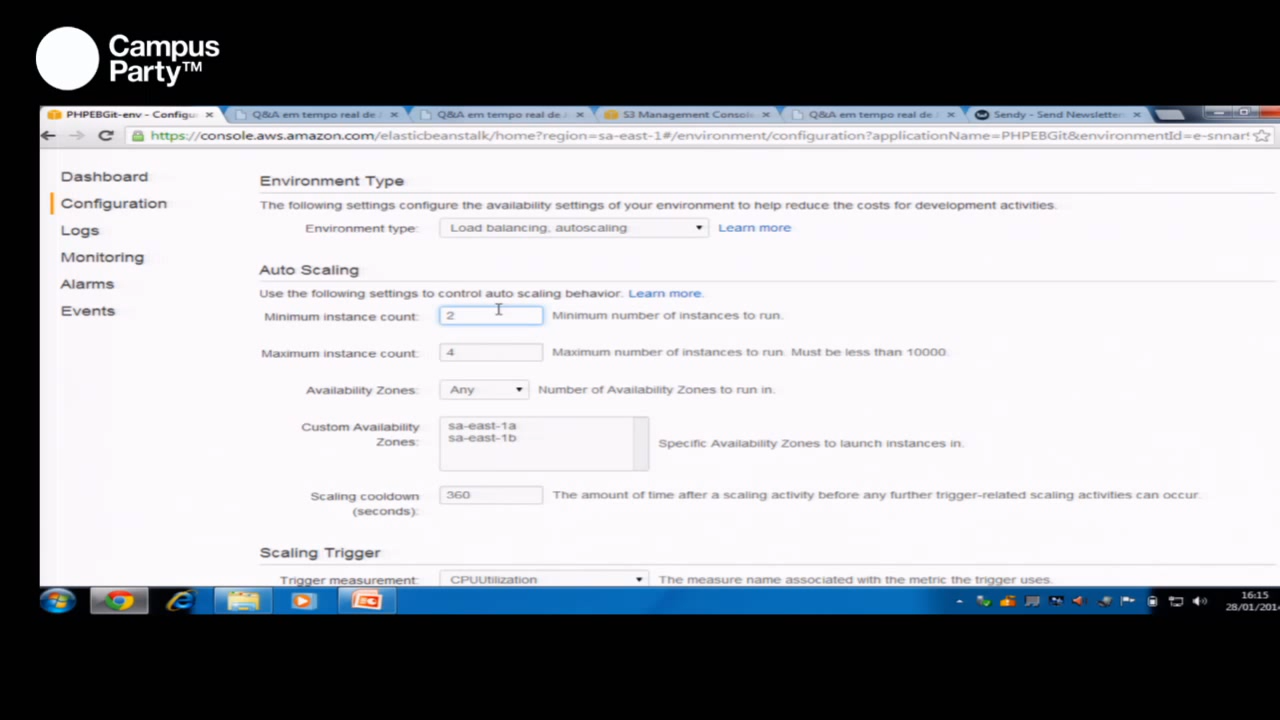 Campus
Party™
PHPEBGit-env - Configu
Q&A em tempo real de
Q&A em tempo real de
S3 Management Consol
Q&A em tempo real de
Sendy - Send Newsletter
https://console.aws.amazon.com/elasticbeanstalk/home?region=sa-east-1#/environment/configuration?applicationName=PHPEBGit&environmentId=e-snnar
Dashboard
Configuration
Logs
Monitoring
Alarms
Events
Environment Type
The following settings configure the availability settings of your environment to help reduce the costs for development activities.
Environment type: Load balancing, autoscaling Learn more
Auto Scaling
Use the following settings to control auto scaling behavior. Learn more.
Minimum instance count: 2 Minimum number of instances to run.
Maximum instance count: 4 Maximum number of instances to run. Must be less than 10000.
Availability Zones: Any Number of Availability Zones to run in.
Custom Availability
Zones:
sa-east-1a
sa-east-1b
Specific Availability Zones to launch instances in.
Scaling cooldown
(seconds):
360 The amount of time after a scaling activity before any further trigger-related scaling activities can occur.
Scaling Trigger
Trigger measurement: CPUUtilization The measure name associated with the metric the trigger uses.
16:15
28/01/201